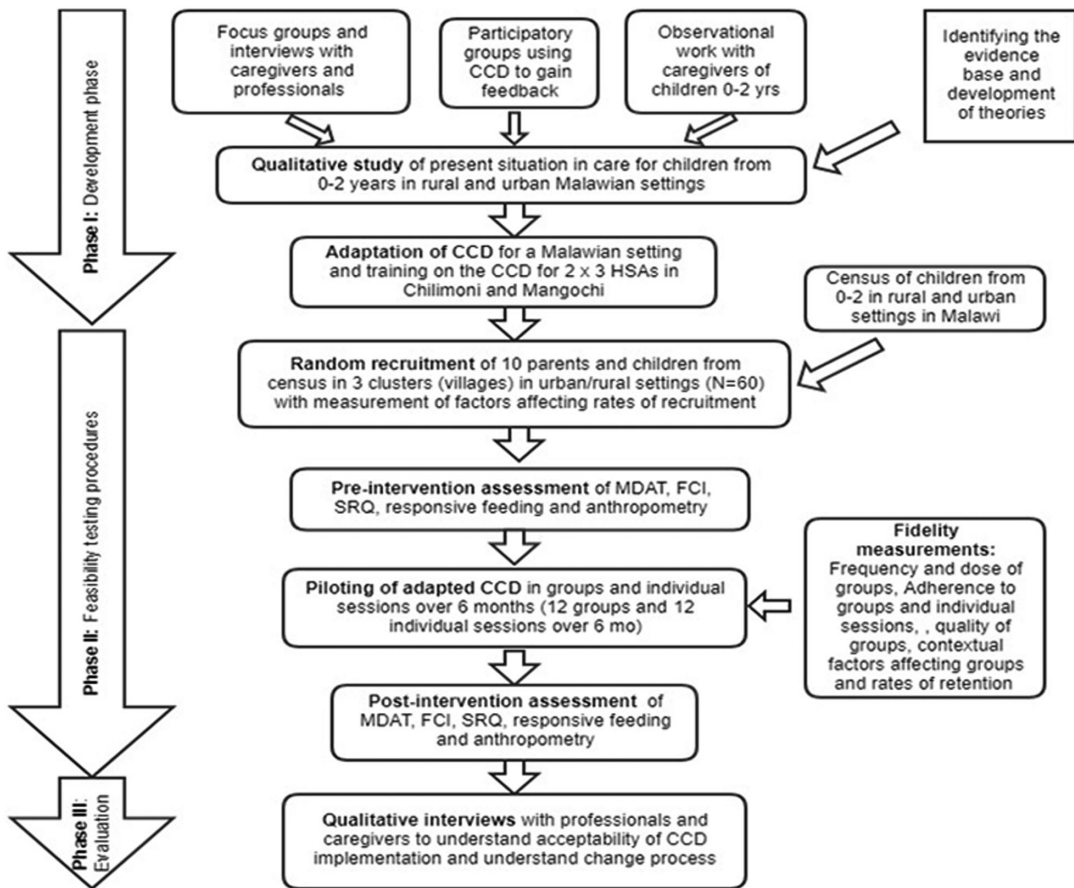 Phase I: Development phase
Focus groups and
interviews with
caregivers and
professionals
Participatory
groups using
CCD to gain
feedback
Observational
work with
caregivers of
children 0-2 yrs
Identifying the
evidence
base and
development
of theories
Qualitative study of present situation in care for children from
0-2 years in rural and urban Malawian settings
Adaptation of CCD for a Malawian setting
and training on the CCD for 2 x 3 HSAs in
Chilimoni and Mangochi
Census of children from
0-2 in rural and urban
settings in Malawi
Phase II: Feasibility testing procedures
Random recruitment of 10 parents and children from
census in 3 clusters (villages) in urban/rural settings (N=60)
with measurement of factors affecting rates of recruitment
Pre-intervention assessment of MDAT, FCI,
SRQ, responsive feeding and anthropometry
Piloting of adapted CCD in groups and individual
sessions over 6 months (12 groups and 12
individual sessions over 6 mo)
Fidelity
measurements:
Frequency and dose of
groups, Adherence to
groups and individual
sessions, , quality of
groups, contextual
factors affecting groups
and rates of retention
Post-intervention assessment of
MDAT, FCI, SRQ, responsive feeding
and anthropometry
Phase III:
Evaluation
Qualitative interviews with professionals and
caregivers to understand acceptability of CCD
implementation and understand change process